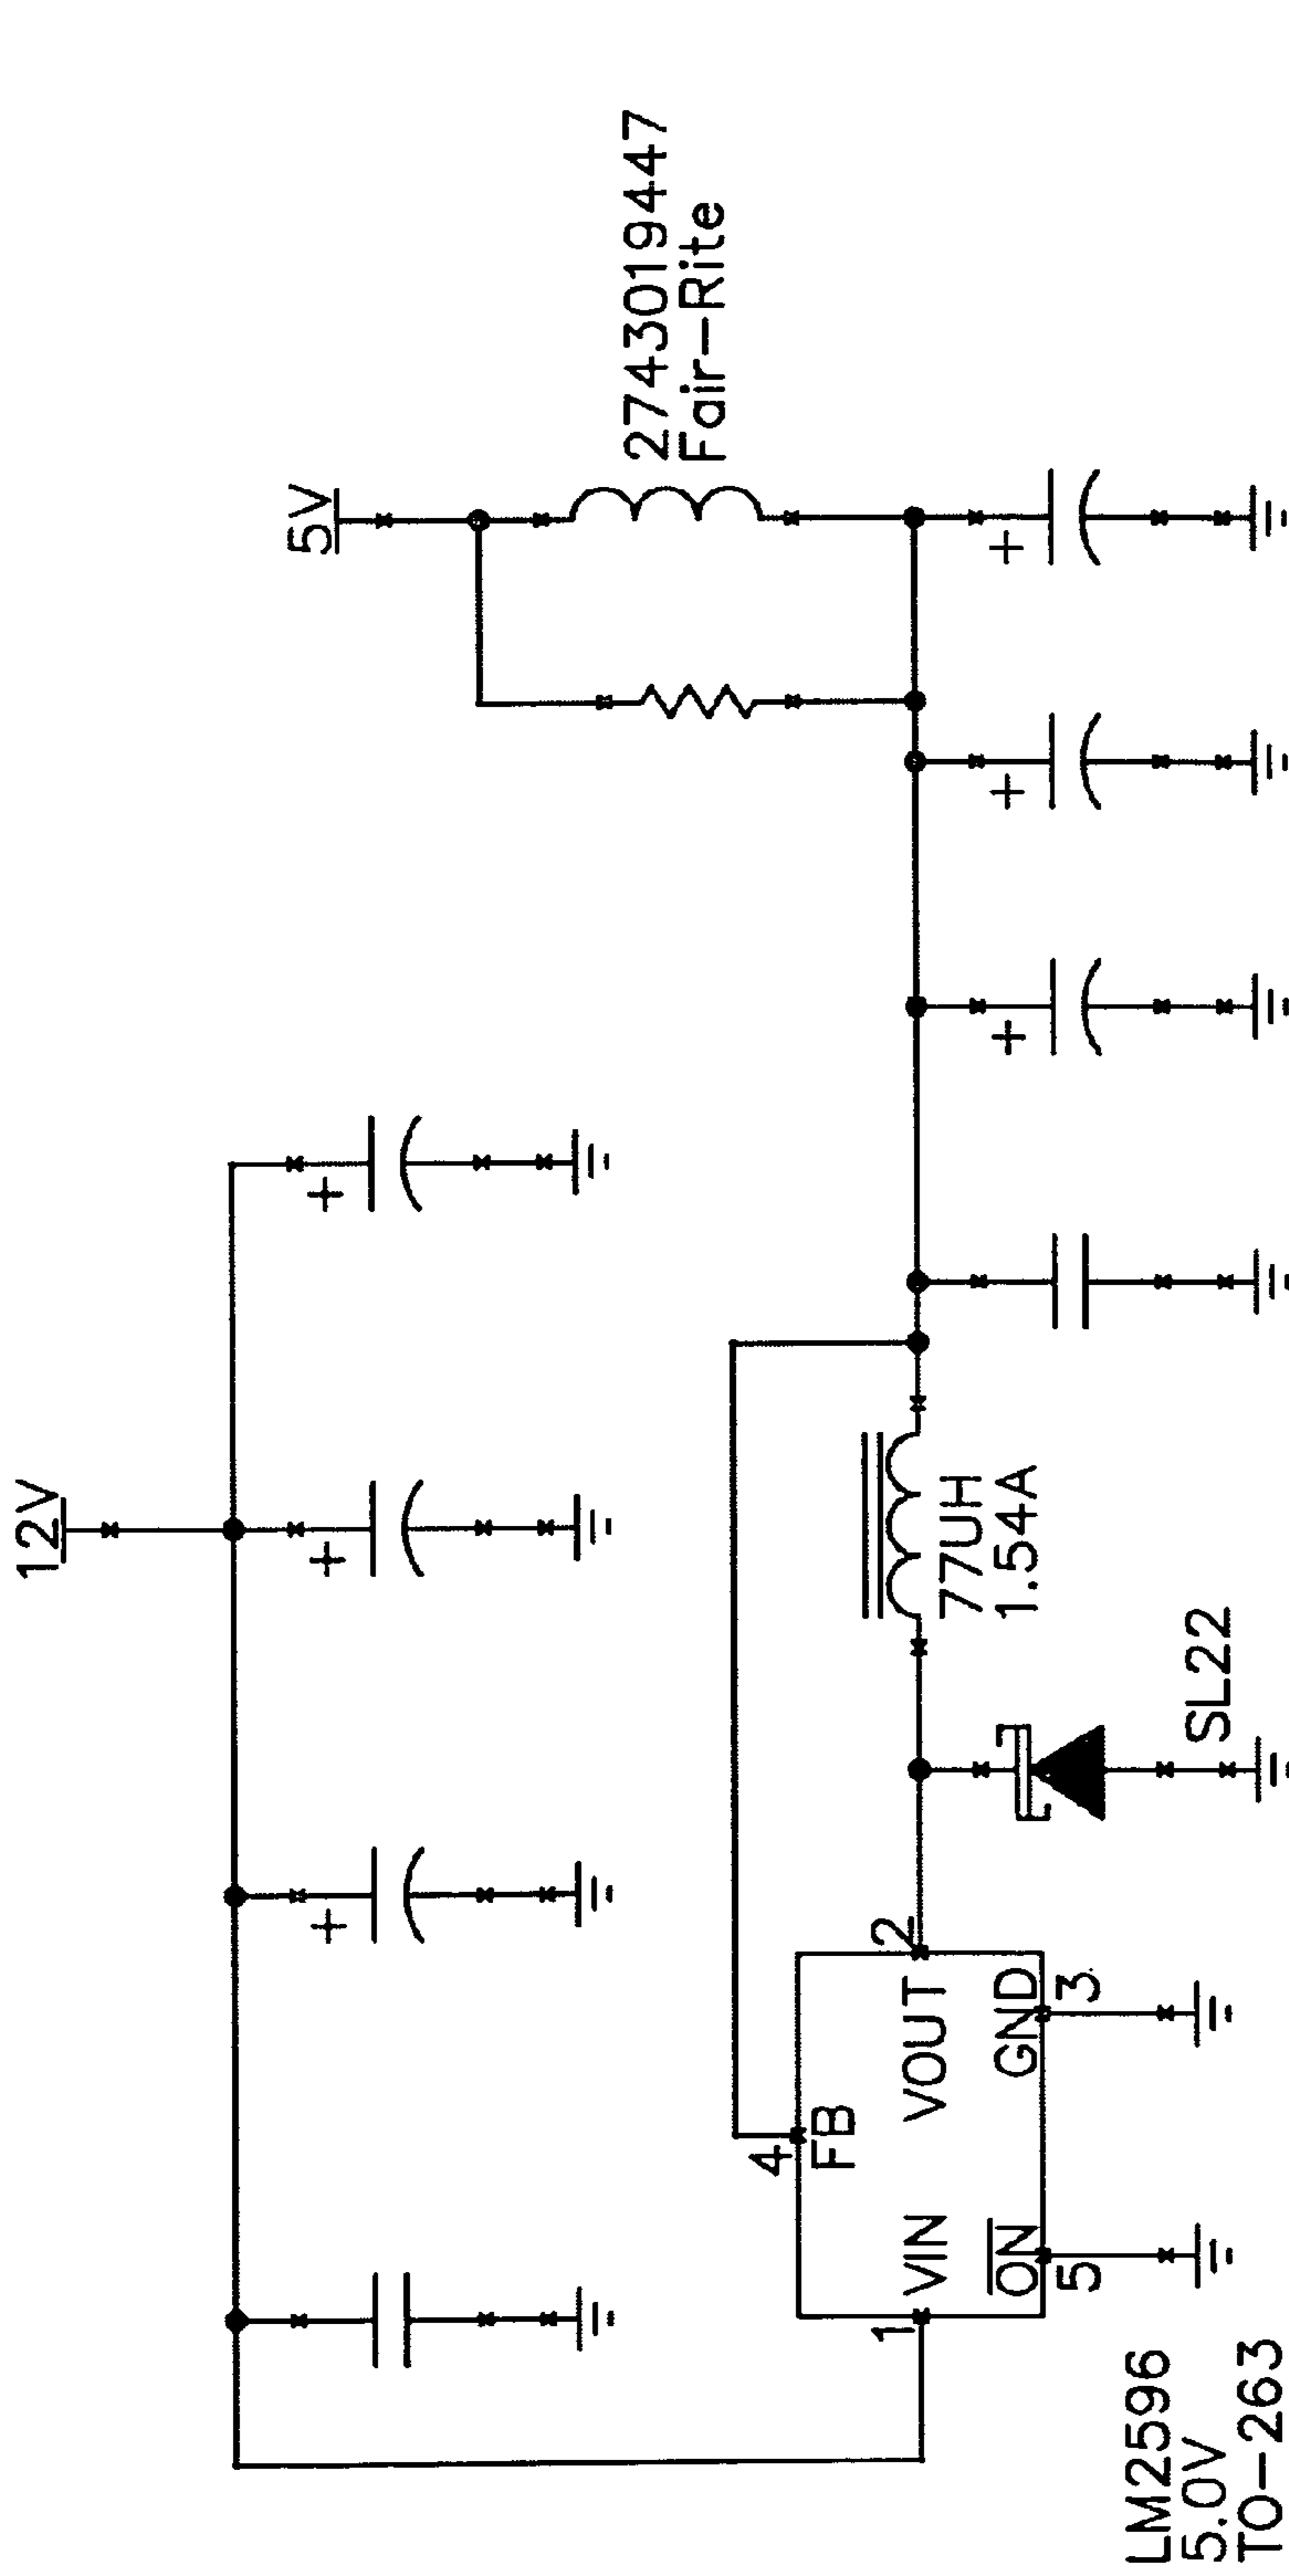 12V
5V
2743019447
Fair-Rite
+
+
+
+
+
+
77UH
1.54A
SL22
4
FB
2
VOUT
VIN
1
GND
3
ON
5
LM2596
5.0V
TO-263